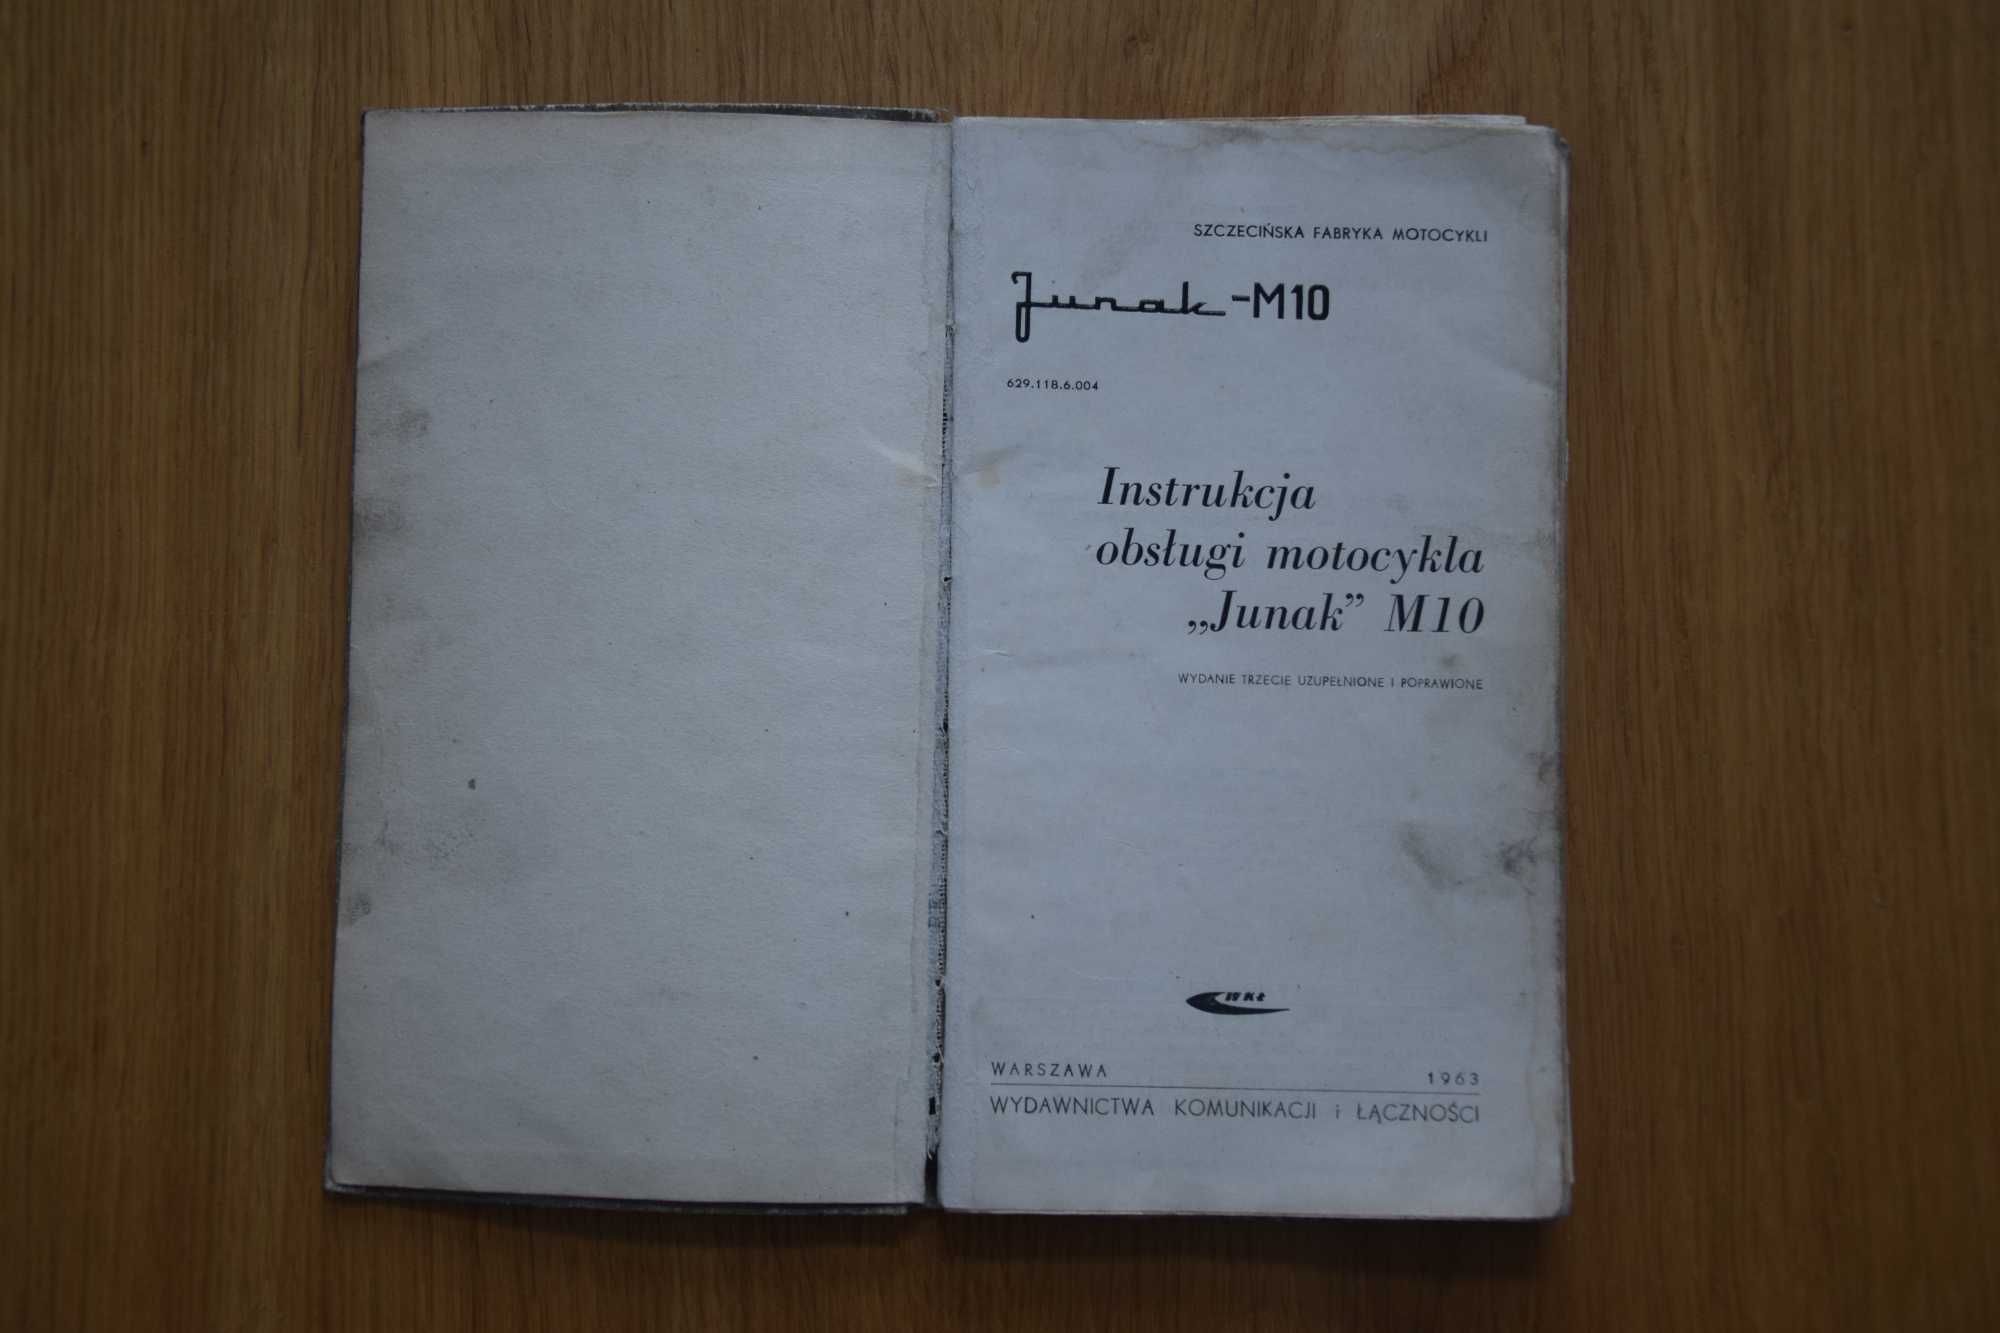 SZCZECIŃSKA FABRYKA MOTOCYKLI
Junak-M10
629.118.6.004
Instrukcja
obsługi motocykla
„Junak” M10
WYDANIE TRZECIE UZUPEŁNIONE I POPRAWIONE
WKŁ
WARSZAWA 1963
WYDAWNICTWA KOMUNIKACJI i ŁĄCZNOŚCI